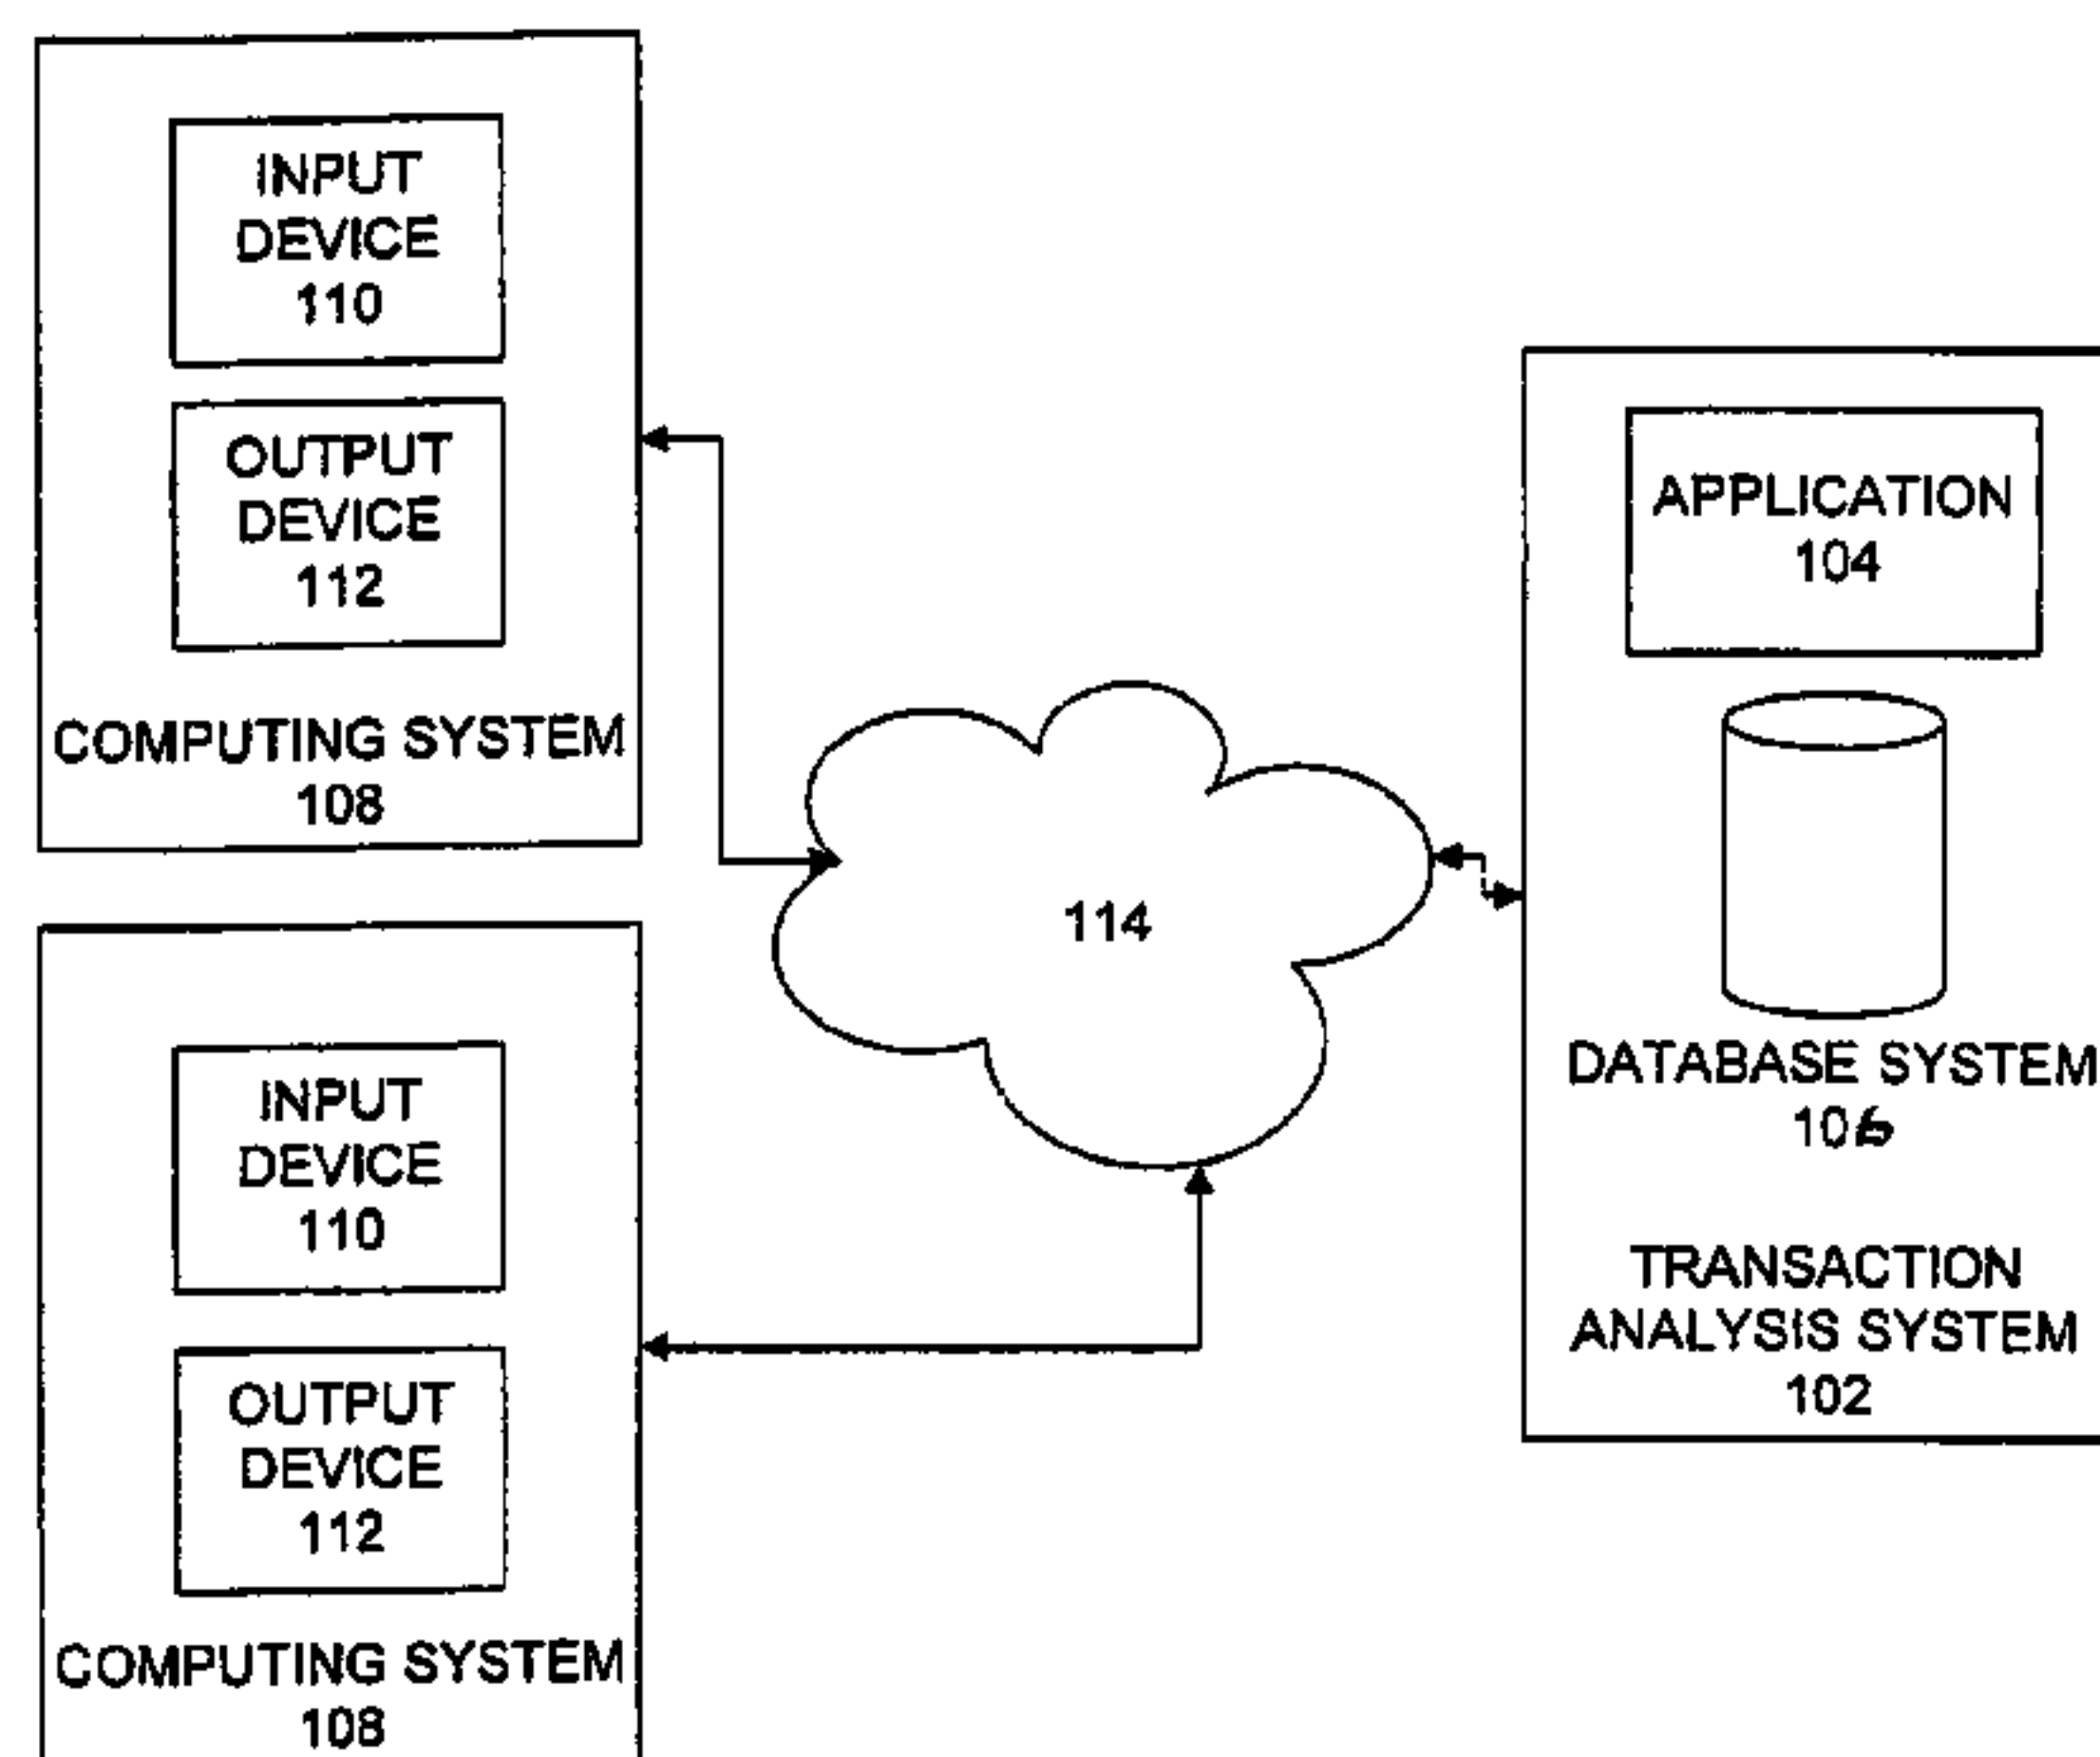 INPUT
DEVICE
110
OUTPUT
DEVICE
112
COMPUTING SYSTEM
108
INPUT
DEVICE
110
OUTPUT
DEVICE
112
COMPUTING SYSTEM
108
114
APPLICATION
104
DATABASE SYSTEM
106
TRANSACTION
ANALYSIS SYSTEM
102